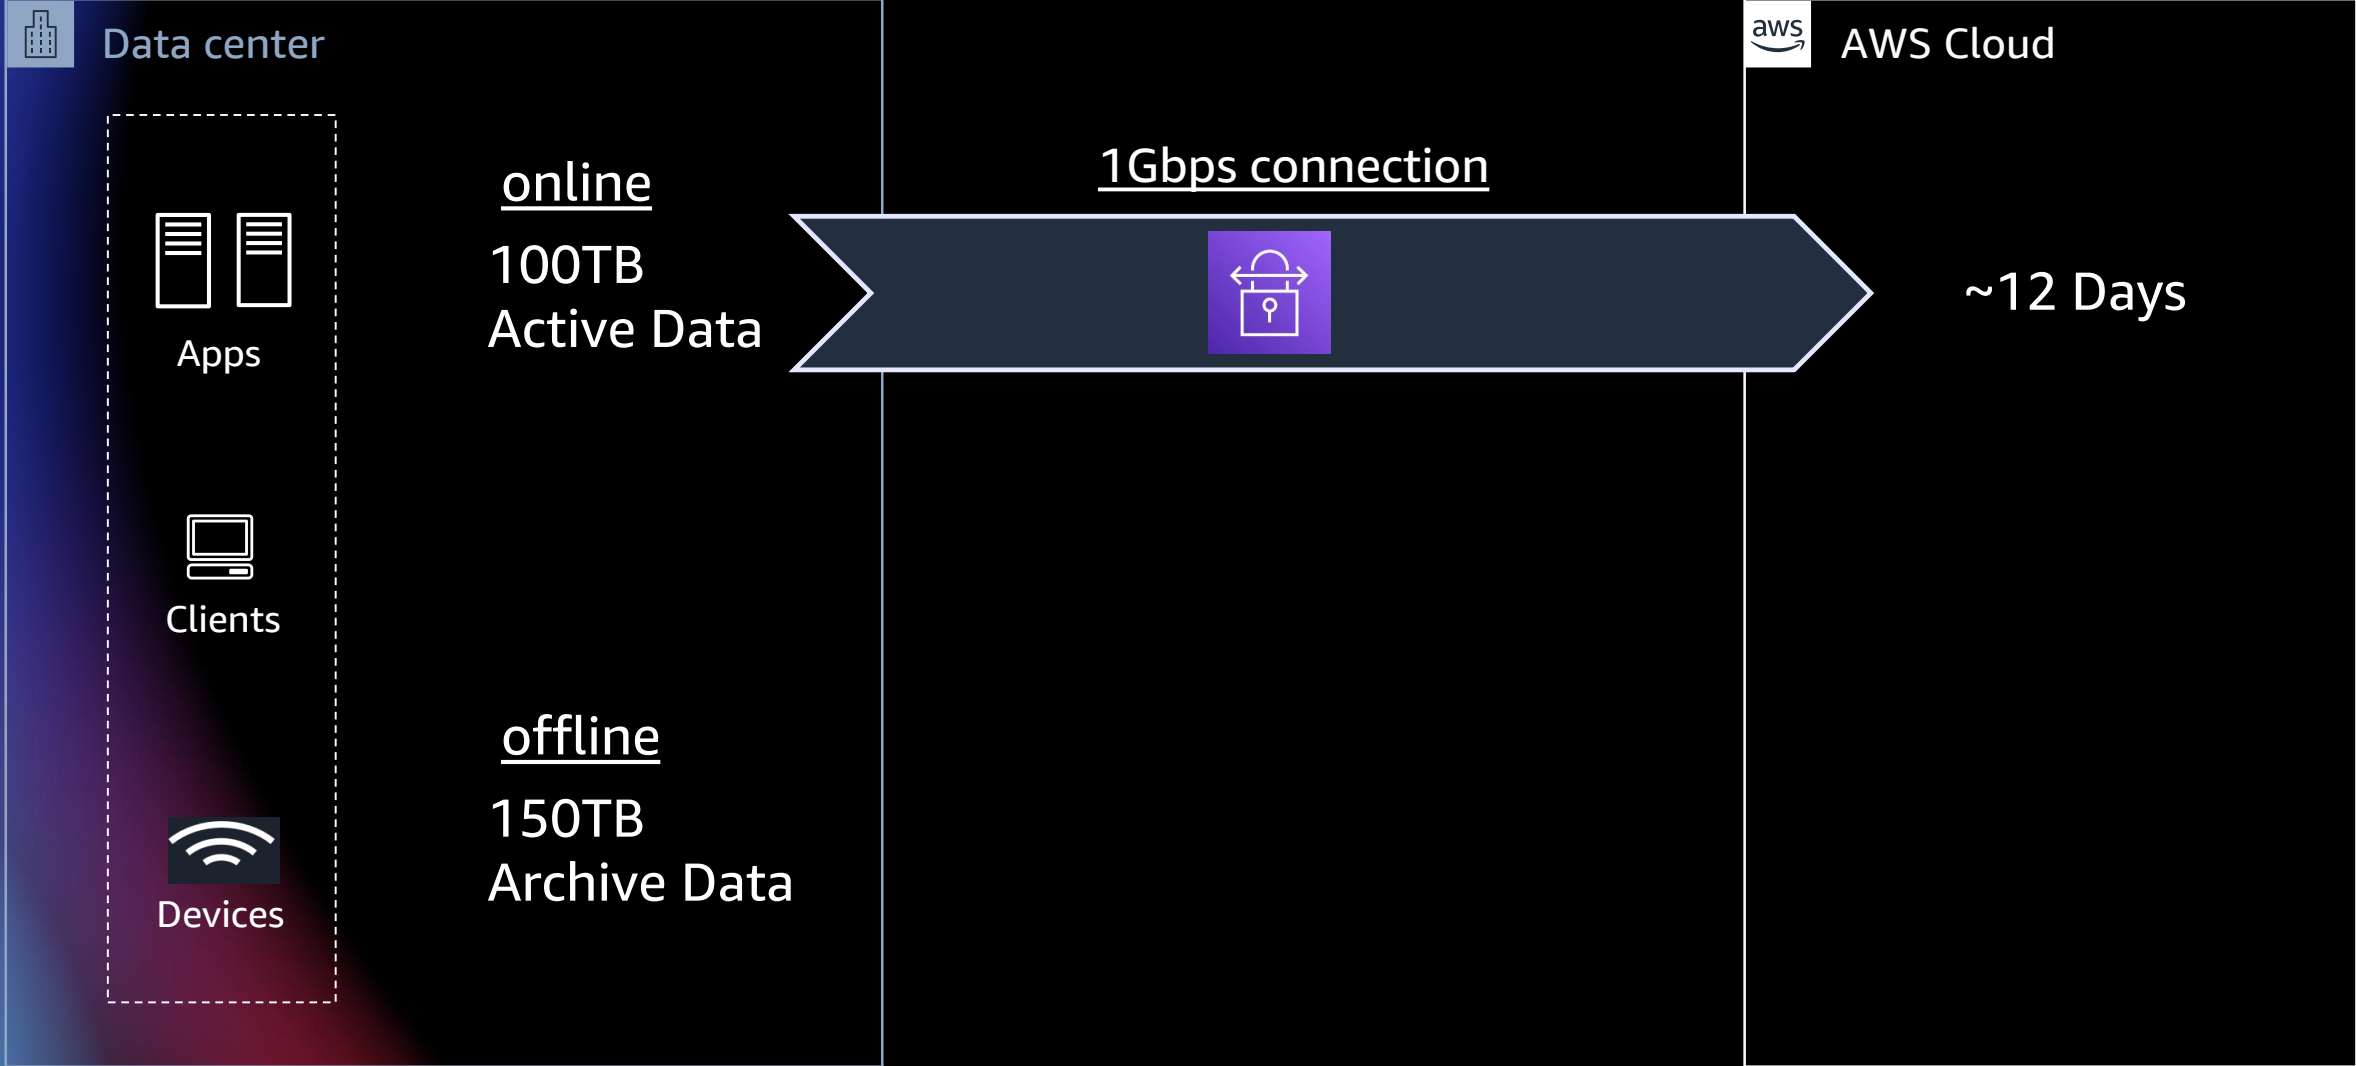 Data center
aws
AWS Cloud
online
1Gbps connection
100TB
Active Data
~12 Days
Apps
Clients
offline
150TB
Archive Data
Devices